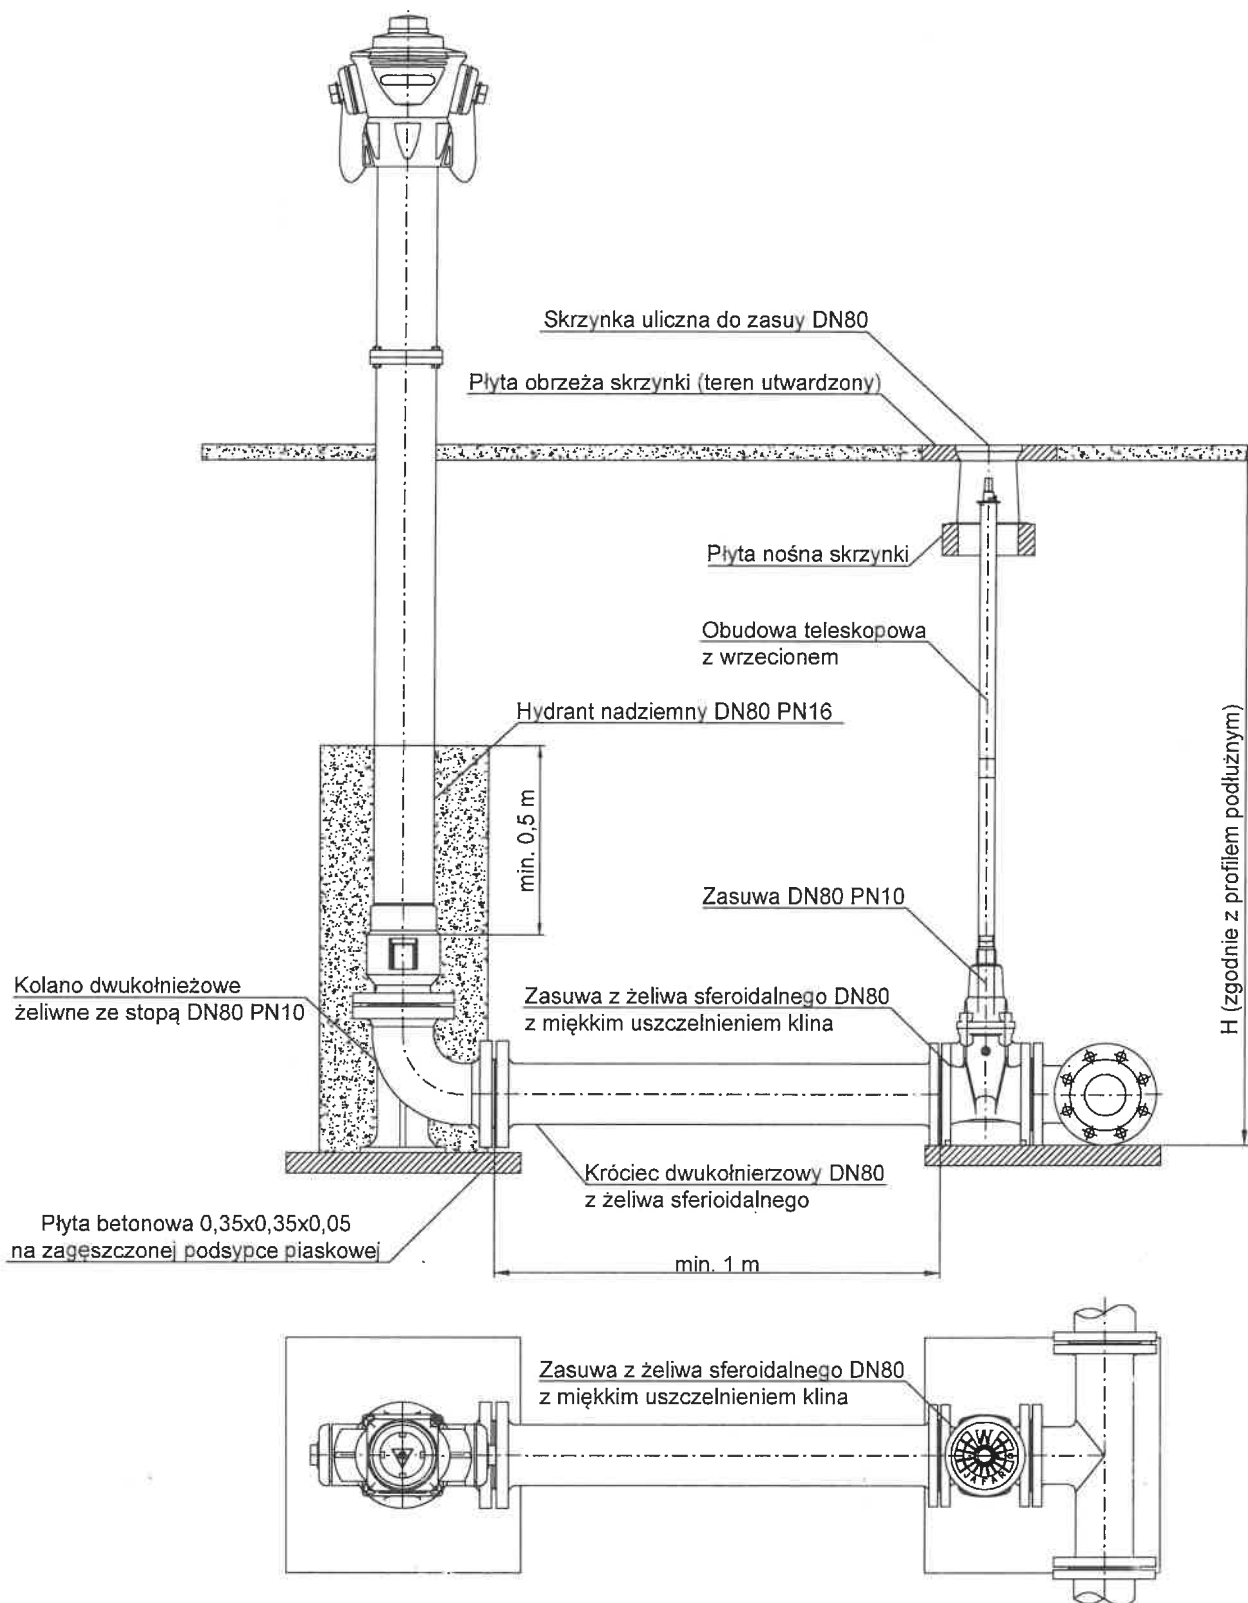 Skrzynka uliczna do zasuy DN80
Płyta obrzeża skrzynki (teren utwardzony)
Płyta nośna skrzynki
Obudowa teleskopowa
z wrzecionem
Hydrant nadziemny DN80 PN16
min. 0,5 m
H (zgodnie z profilem podłużnym)
Zasuwa DN80 PN10
Kolano dwukołnieżowe
żeliwne ze stopą DN80 PN10
Zasuwa z żeliwa sferoidalnego DN80
z miękkim uszczelnieniem klina
Króciec dwukołnierzowy DN80
z żeliwa sferioidalnego
Płyta betonowa 0,35x0,35x0,05
na zagęszczonej podsypce piaskowej
min. 1 m
Zasuwa z żeliwa sferoidalnego DN80
z miękkim uszczelnieniem klina
W
JAFAR